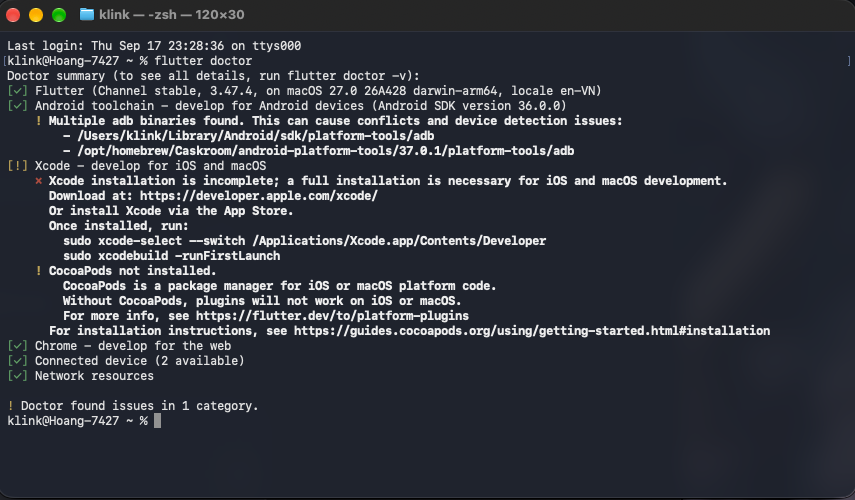 klink — -zsh — 120×30
Last login: Thu Sep 17 23:28:36 on ttys000
[klink@Hoang-7427 ~ % flutter doctor ]
Doctor summary (to see all details, run flutter doctor -v):
[✓] Flutter (Channel stable, 3.47.4, on macOS 27.0 26A428 darwin-arm64, locale en-VN)
[✓] Android toolchain - develop for Android devices (Android SDK version 36.0.0)
    ! Multiple adb binaries found. This can cause conflicts and device detection issues:
        - /Users/klink/Library/Android/sdk/platform-tools/adb
        - /opt/homebrew/Caskroom/android-platform-tools/37.0.1/platform-tools/adb
[!] Xcode - develop for iOS and macOS
    ✗ Xcode installation is incomplete; a full installation is necessary for iOS and macOS development.
      Download at: https://developer.apple.com/xcode/
      Or install Xcode via the App Store.
      Once installed, run:
        sudo xcode-select --switch /Applications/Xcode.app/Contents/Developer
        sudo xcodebuild -runFirstLaunch
    ! CocoaPods not installed.
        CocoaPods is a package manager for iOS or macOS platform code.
        Without CocoaPods, plugins will not work on iOS or macOS.
        For more info, see https://flutter.dev/to/platform-plugins
      For installation instructions, see https://guides.cocoapods.org/using/getting-started.html#installation
[✓] Chrome - develop for the web
[✓] Connected device (2 available)
[✓] Network resources
! Doctor found issues in 1 category.
klink@Hoang-7427 ~ %